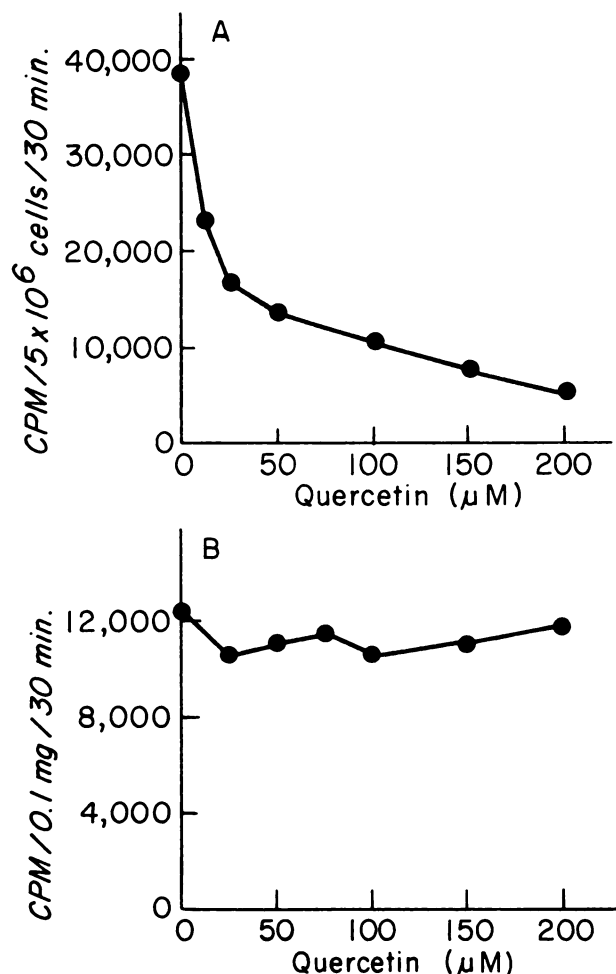 A
CPM/5 x 10⁶ cells/30 min.
40,000
30,000
20,000
10,000
0
0 50 100 150 200
Quercetin (µM)
B
CPM/0.1 mg/30 min.
12,000
8,000
4,000
0
0 50 100 150 200
Quercetin (µM)